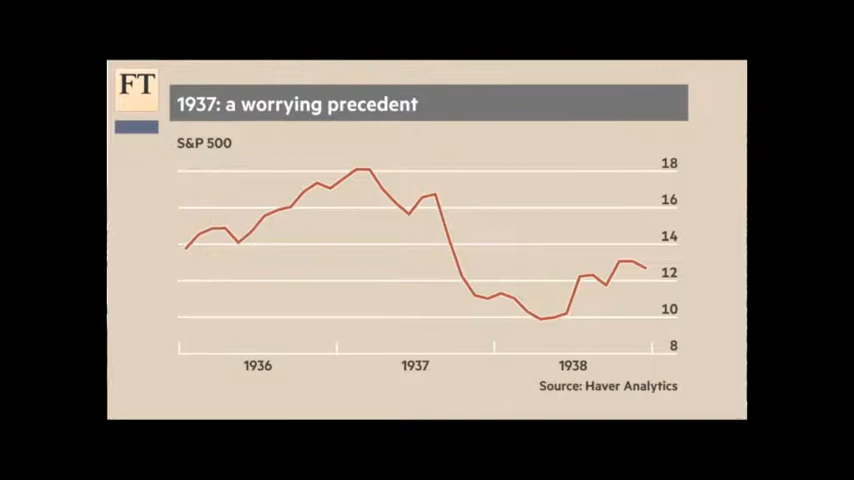 FT
1937: a worrying precedent
S&P 500
18
16
14
12
10
8
1936 1937 1938
Source: Haver Analytics